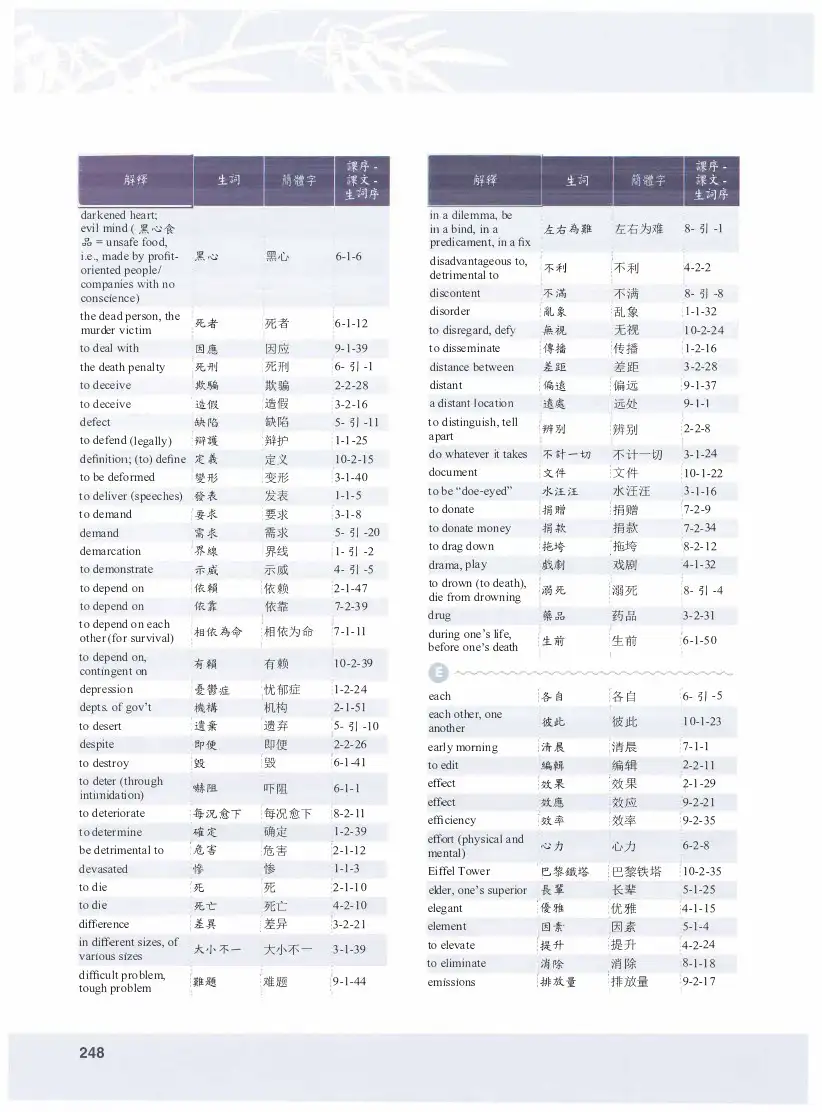 解釋 生詞 簡體字 課序-課文-生詞序
darkened heart;
evil mind ( 黑心食
品 = unsafe food,
i.e., made by profit-
oriented people/
companies with no
conscience) 黑心 黑心 6-1-6
the dead person, the
murder victim 死者 死者 6-1-12
to deal with 因應 因应 9-1-39
the death penalty 死刑 死刑 6- 引 -1
to deceive 欺騙 欺骗 2-2-28
to deceive 造假 造假 3-2-16
defect 缺陷 缺陷 5- 引 -11
to defend (legally) 辯護 辩护 1-1-25
definition; (to) define 定義 定义 10-2-15
to be deformed 變形 变形 3-1-40
to deliver (speeches) 發表 发表 1-1-5
to demand 要求 要求 3-1-8
demand 需求 需求 5- 引 -20
demarcation 界線 界线 1- 引 -2
to demonstrate 示威 示威 4- 引 -5
to depend on 依賴 依赖 2-1-47
to depend on 依靠 依靠 7-2-39
to depend on each
other (for survival) 相依為命 相依为命 7-1-11
to depend on,
contingent on 有賴 有赖 10-2-39
depression 憂鬱症 忧郁症 1-2-24
depts. of gov't 機構 机构 2-1-51
to desert 遺棄 遗弃 5- 引 -10
despite 即便 即便 2-2-26
to destroy 毀 毁 6-1-41
to deter (through
intimidation) 嚇阻 吓阻 6-1-1
to deteriorate 每況愈下 每况愈下 8-2-11
to determine 確定 确定 1-2-39
be detrimental to 危害 危害 2-1-12
devasated 慘 惨 1-1-3
to die 死 死 2-1-10
to die 死亡 死亡 4-2-10
difference 差異 差异 3-2-21
in different sizes, of
various sizes 大小不一 大小不一 3-1-39
difficult problem,
tough problem 難題 难题 9-1-44
解釋 生詞 簡體字 課序-課文-生詞序
in a dilemma, be
in a bind, in a
predicament, in a fix 左右為難 左右为难 8- 引 -1
disadvantageous to,
detrimental to 不利 不利 4-2-2
discontent 不滿 不满 8- 引 -8
disorder 亂象 乱象 1-1-32
to disregard, defy 無視 无视 10-2-24
to disseminate 傳播 传播 1-2-16
distance between 差距 差距 3-2-28
distant 偏遠 偏远 9-1-37
a distant location 遠處 远处 9-1-1
to distinguish, tell
apart 辨別 辨别 2-2-8
do whatever it takes 不計一切 不计一切 3-1-24
document 文件 文件 10-1-22
to be “doe-eyed” 水汪汪 水汪汪 3-1-16
to donate 捐贈 捐赠 7-2-9
to donate money 捐款 捐款 7-2-34
to drag down 拖垮 拖垮 8-2-12
drama, play 戲劇 戏剧 4-1-32
to drown (to death),
die from drowning 溺死 溺死 8- 引 -4
drug 藥品 药品 3-2-31
during one's life,
before one's death 生前 生前 6-1-50
E
each 各自 各自 6- 引 -5
each other, one
another 彼此 彼此 10-1-23
early morning 清晨 清晨 7-1-1
to edit 編輯 编辑 2-2-11
effect 效果 效果 2-1-29
effect 效應 效应 9-2-21
efficiency 效率 效率 9-2-35
effort (physical and
mental) 心力 心力 6-2-8
Eiffel Tower 巴黎鐵塔 巴黎铁塔 10-2-35
elder, one's superior 長輩 长辈 5-1-25
elegant 優雅 优雅 4-1-15
element 因素 因素 5-1-4
to elevate 提升 提升 4-2-24
to eliminate 消除 消除 8-1-18
emissions 排放量 排放量 9-2-17
248